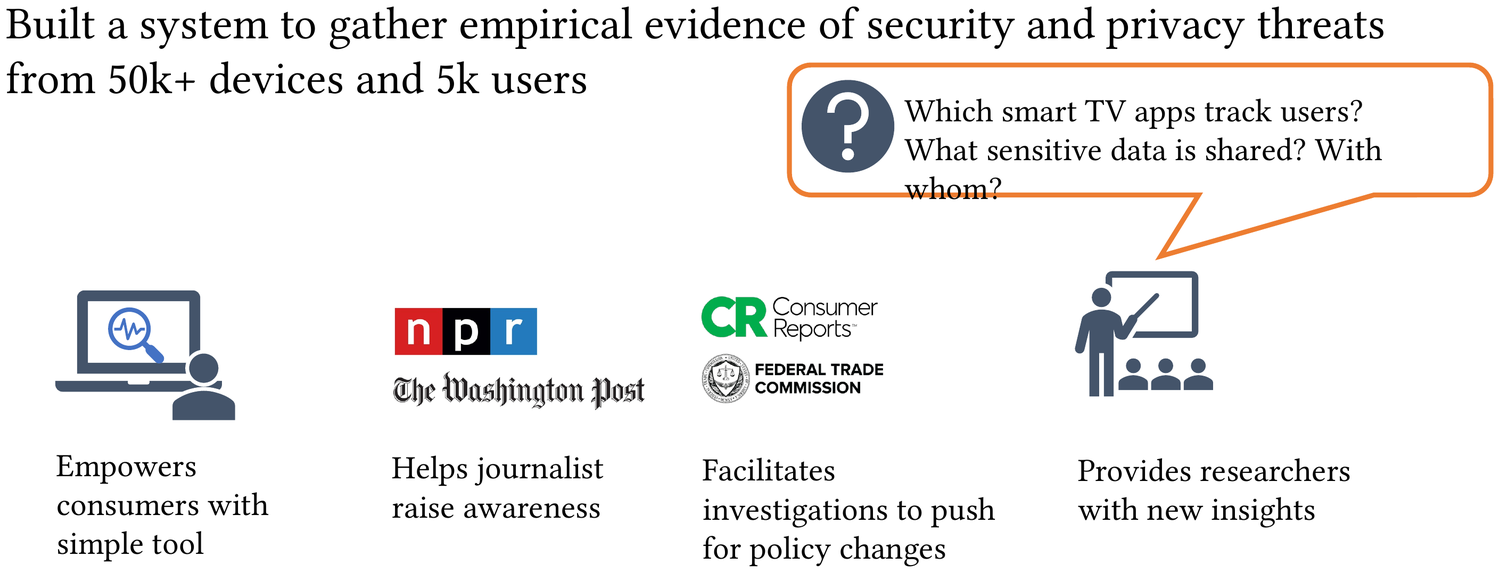 Built a system to gather empirical evidence of security and privacy threats
from 50k+ devices and 5k users
?
Which smart TV apps track users?
What sensitive data is shared? With
whom?
npr
The Washington Post
CR Consumer
Reports
FEDERAL TRADE
COMMISSION
Empowers
consumers with
simple tool
Helps journalist
raise awareness
Facilitates
investigations to push
for policy changes
Provides researchers
with new insights